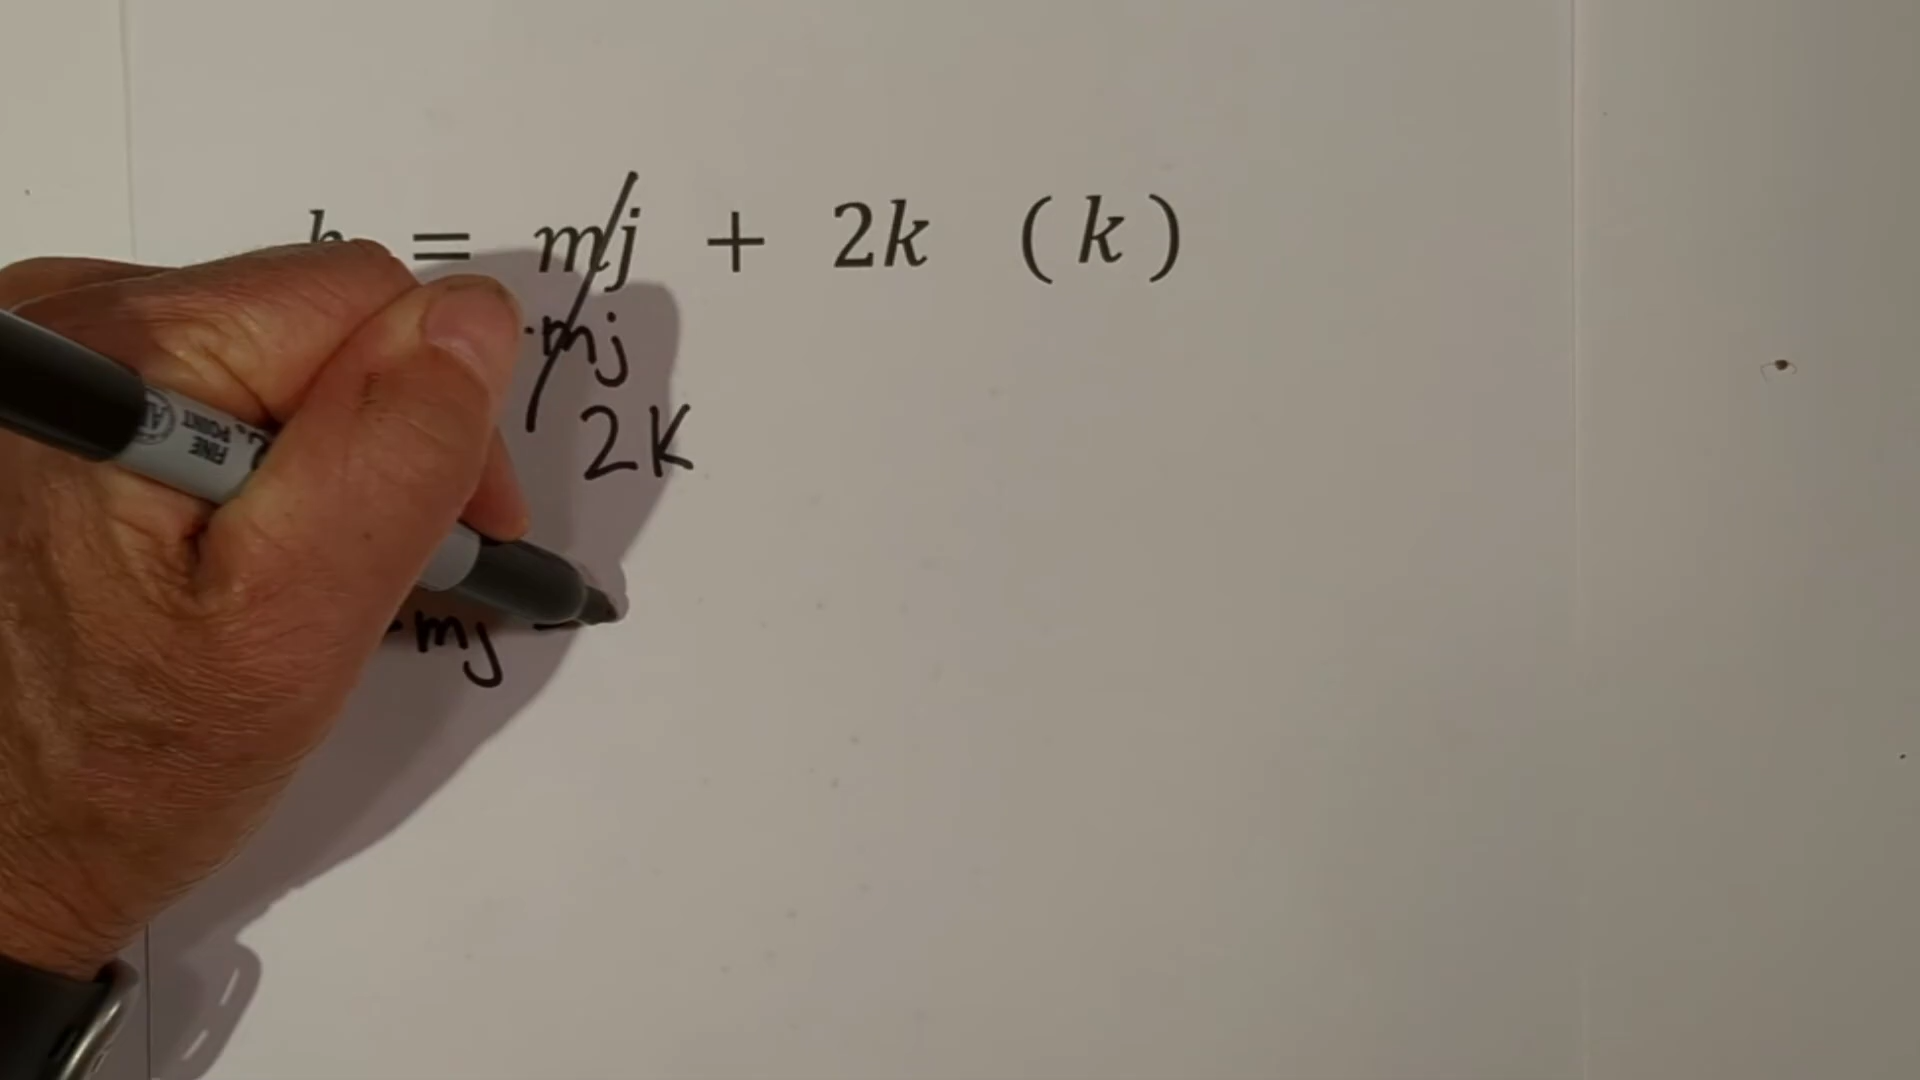 = mj + 2k (k)
-mj
2K
-mj -
FINE
POINT